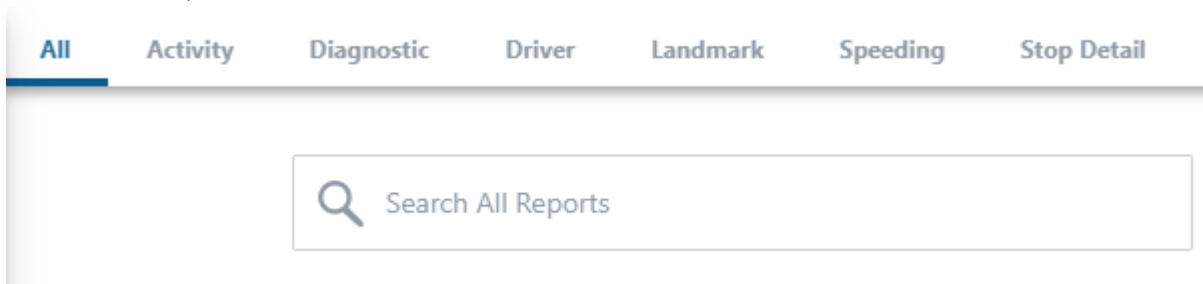 All Activity Diagnostic Driver Landmark Speeding Stop Detail
Search All Reports